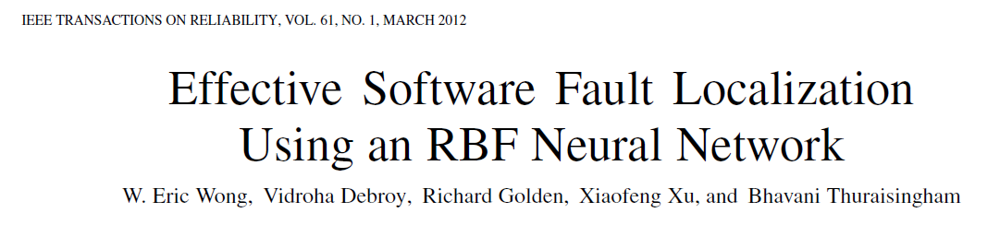 IEEE TRANSACTIONS ON RELIABILITY, VOL. 61, NO. 1, MARCH 2012
Effective Software Fault Localization
Using an RBF Neural Network
W. Eric Wong, Vidroha Debroy, Richard Golden, Xiaofeng Xu, and Bhavani Thuraisingham